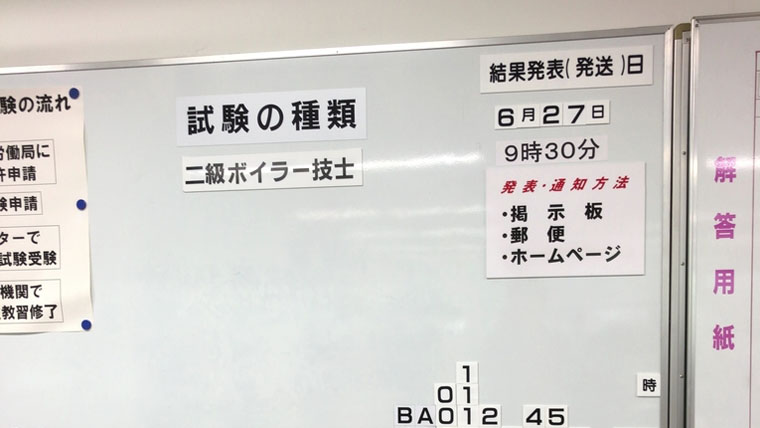 験の流れ
労働局に
許申請
験申請
ターで
試験受験
機関で
教習修了
試験の種類
二級ボイラー技士
結果発表(発送)日
6月27日
9時30分
発表・通知方法
・掲示板
・郵便
・ホームページ
1
01
BA012 45
時
解答用紙